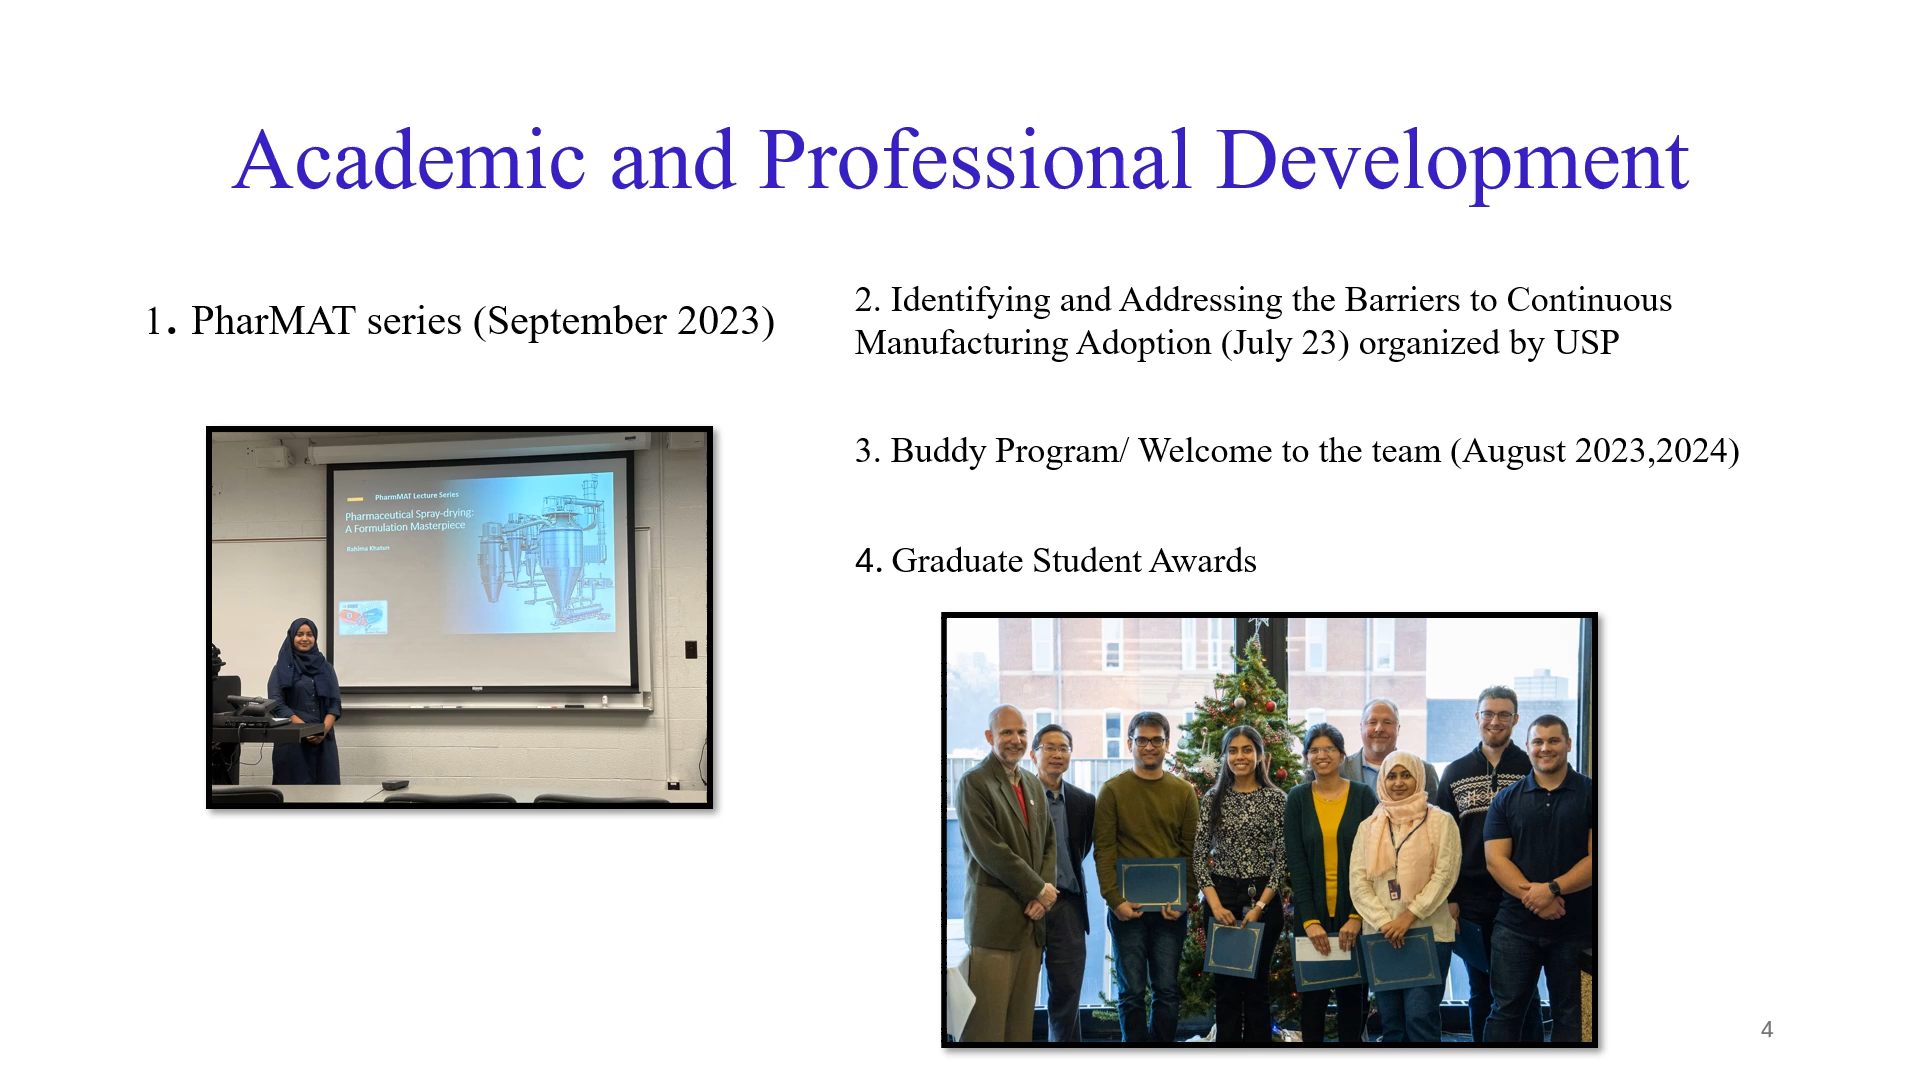 Academic and Professional Development
1. PharMAT series (September 2023)
PharmMAT Lecture Series
Pharmaceutical Spray-drying:
A Formulation Masterpiece
Rahima Khatun
2. Identifying and Addressing the Barriers to Continuous
Manufacturing Adoption (July 23) organized by USP
3. Buddy Program/ Welcome to the team (August 2023,2024)
4. Graduate Student Awards
4